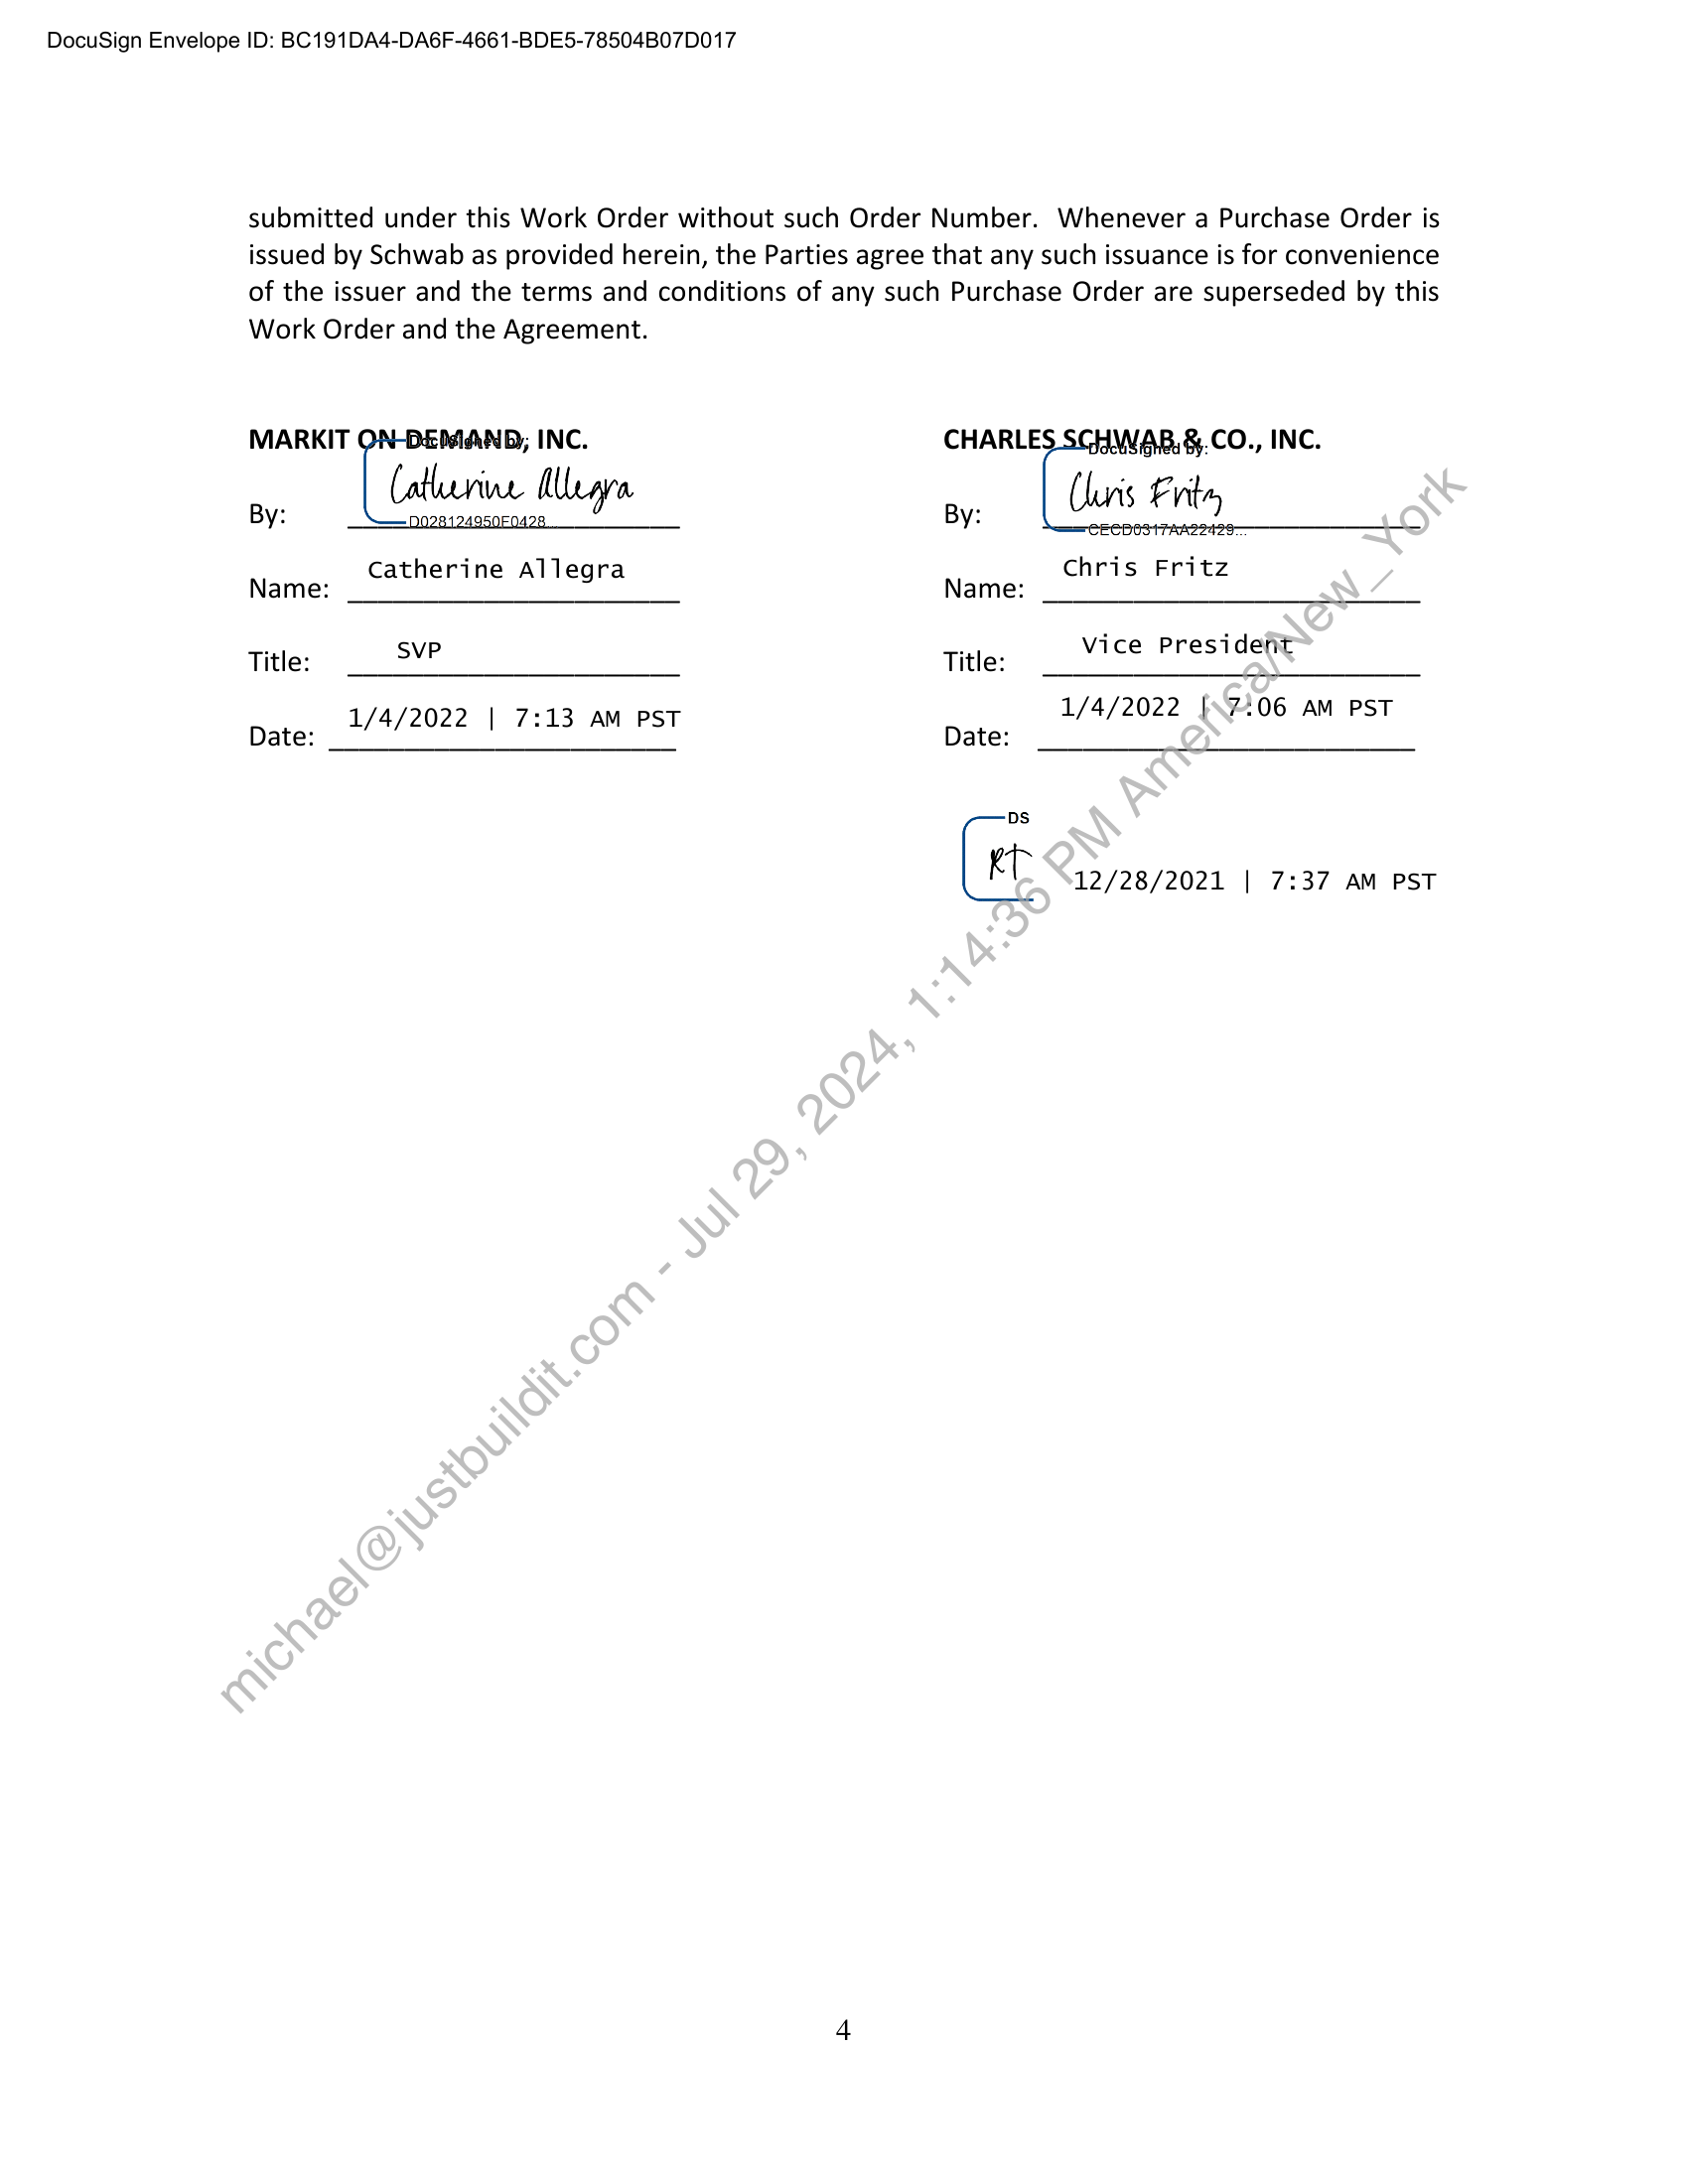 DocuSign Envelope ID: BC191DA4-DA6F-4661-BDE5-78504B07D017
submitted under this Work Order without such Order Number. Whenever a Purchase Order is
issued by Schwab as provided herein, the Parties agree that any such issuance is for convenience
of the issuer and the terms and conditions of any such Purchase Order are superseded by this
Work Order and the Agreement.
MARKIT ON DEMAND, INC.
DocuSigned by:
Catherine Allegra
By:
D028124950F0428...
Name: Catherine Allegra
Title: SVP
Date: 1/4/2022 | 7:13 AM PST
CHARLES SCHWAB & CO., INC.
DocuSigned by:
Chris Fritz
By:
CECD0317AA22429...
Name: Chris Fritz
Title: Vice President
Date: 1/4/2022 | 7:06 AM PST
DS
RT
12/28/2021 | 7:37 AM PST
michael@justbuildit.com - Jul 29, 2024, 1:14:36 PM America/New_York
4